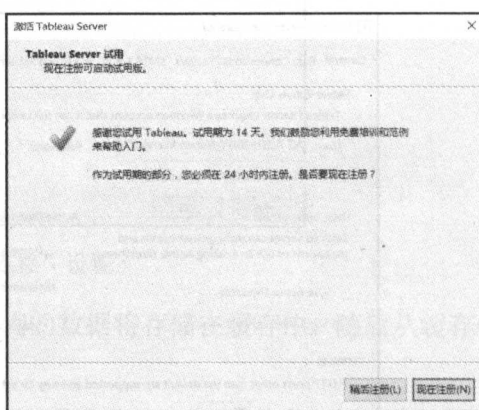 激活 Tableau Server
Tableau Server 试用
现在注册可启动试用版。
感谢您试用 Tableau。试用期为 14 天。我们鼓励您利用免费培训和范例
来帮助入门。
作为试用期的部分，您必须在 24 小时内注册。是否要现在注册？
稍后注册(L) 现在注册(N)